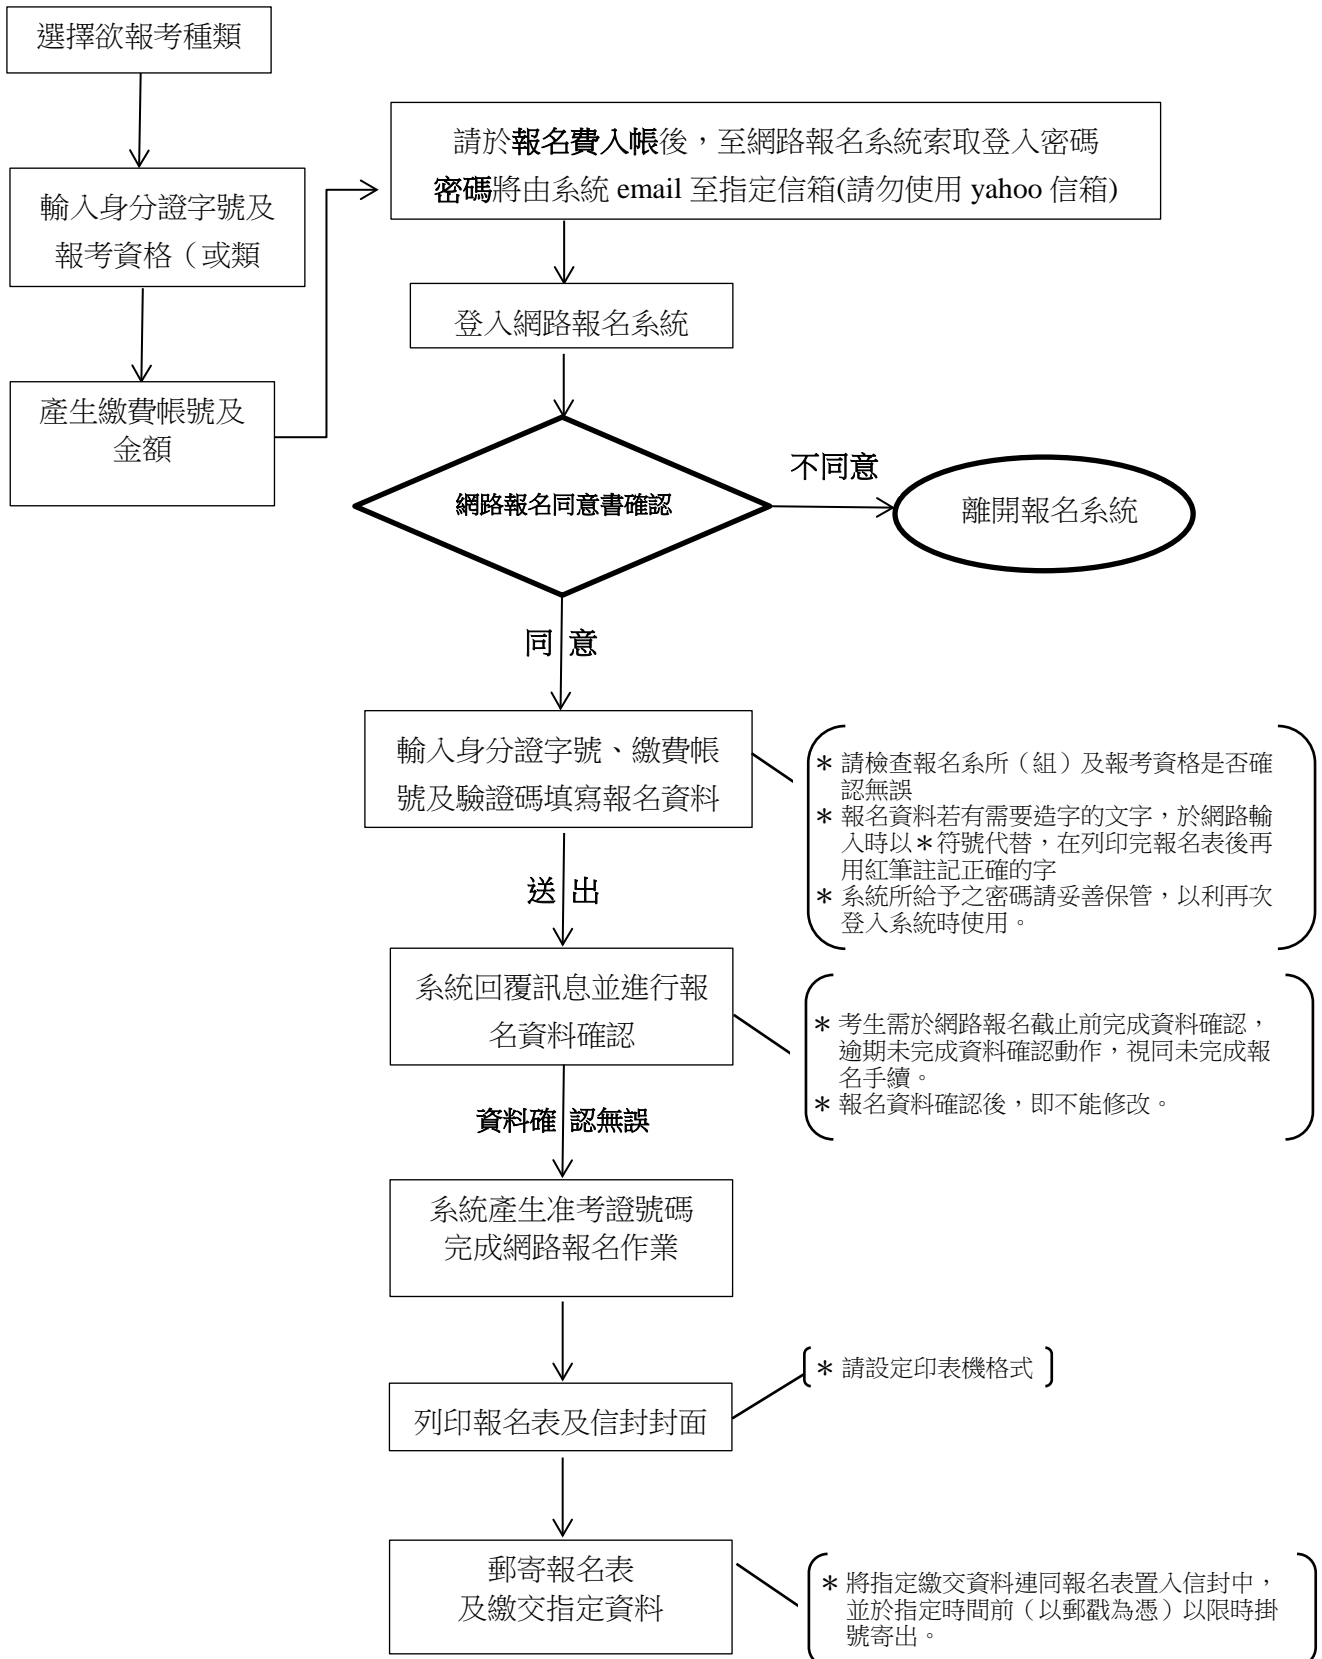 選擇欲報考種類
輸入身分證字號及
報考資格（或類
產生繳費帳號及
金額
請於報名費入帳後，至網路報名系統索取登入密碼
密碼將由系統 email 至指定信箱(請勿使用 yahoo 信箱)
登入網路報名系統
網路報名同意書確認
不同意
離開報名系統
同 意
輸入身分證字號、繳費帳
號及驗證碼填寫報名資料
＊請檢查報名系所（組）及報考資格是否確
認無誤
＊報名資料若有需要造字的文字，於網路輸
入時以＊符號代替，在列印完報名表後再
用紅筆註記正確的字
＊系統所給予之密碼請妥善保管，以利再次
登入系統時使用。
送 出
系統回覆訊息並進行報
名資料確認
＊考生需於網路報名截止前完成資料確認，
逾期未完成資料確認動作，視同未完成報
名手續。
＊報名資料確認後，即不能修改。
資料確 認無誤
系統產生准考證號碼
完成網路報名作業
列印報名表及信封封面
＊請設定印表機格式
郵寄報名表
及繳交指定資料
＊將指定繳交資料連同報名表置入信封中，
並於指定時間前（以郵戳為憑）以限時掛
號寄出。